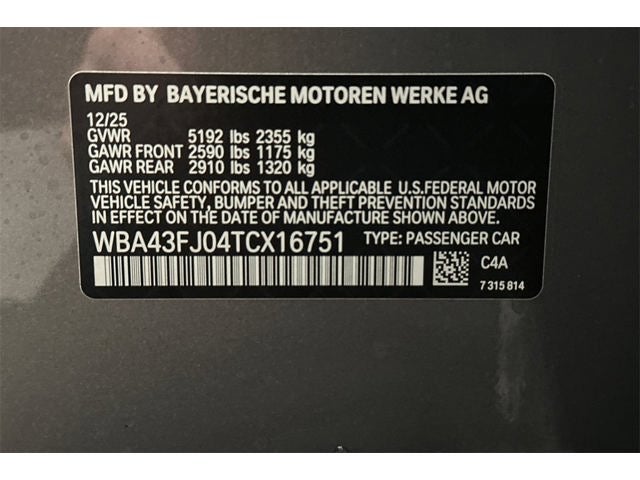 MFD BY BAYERISCHE MOTOREN WERKE AG
12/25
GVWR 5192 lbs 2355 kg
GAWR FRONT 2590 lbs 1175 kg
GAWR REAR 2910 lbs 1320 kg
THIS VEHICLE CONFORMS TO ALL APPLICABLE U.S.FEDERAL MOTOR
VEHICLE SAFETY, BUMPER, AND THEFT PREVENTION STANDARDS
IN EFFECT ON THE DATE OF MANUFACTURE SHOWN ABOVE.
WBA43FJ04TCX16751 TYPE: PASSENGER CAR
C4A
7 315 814